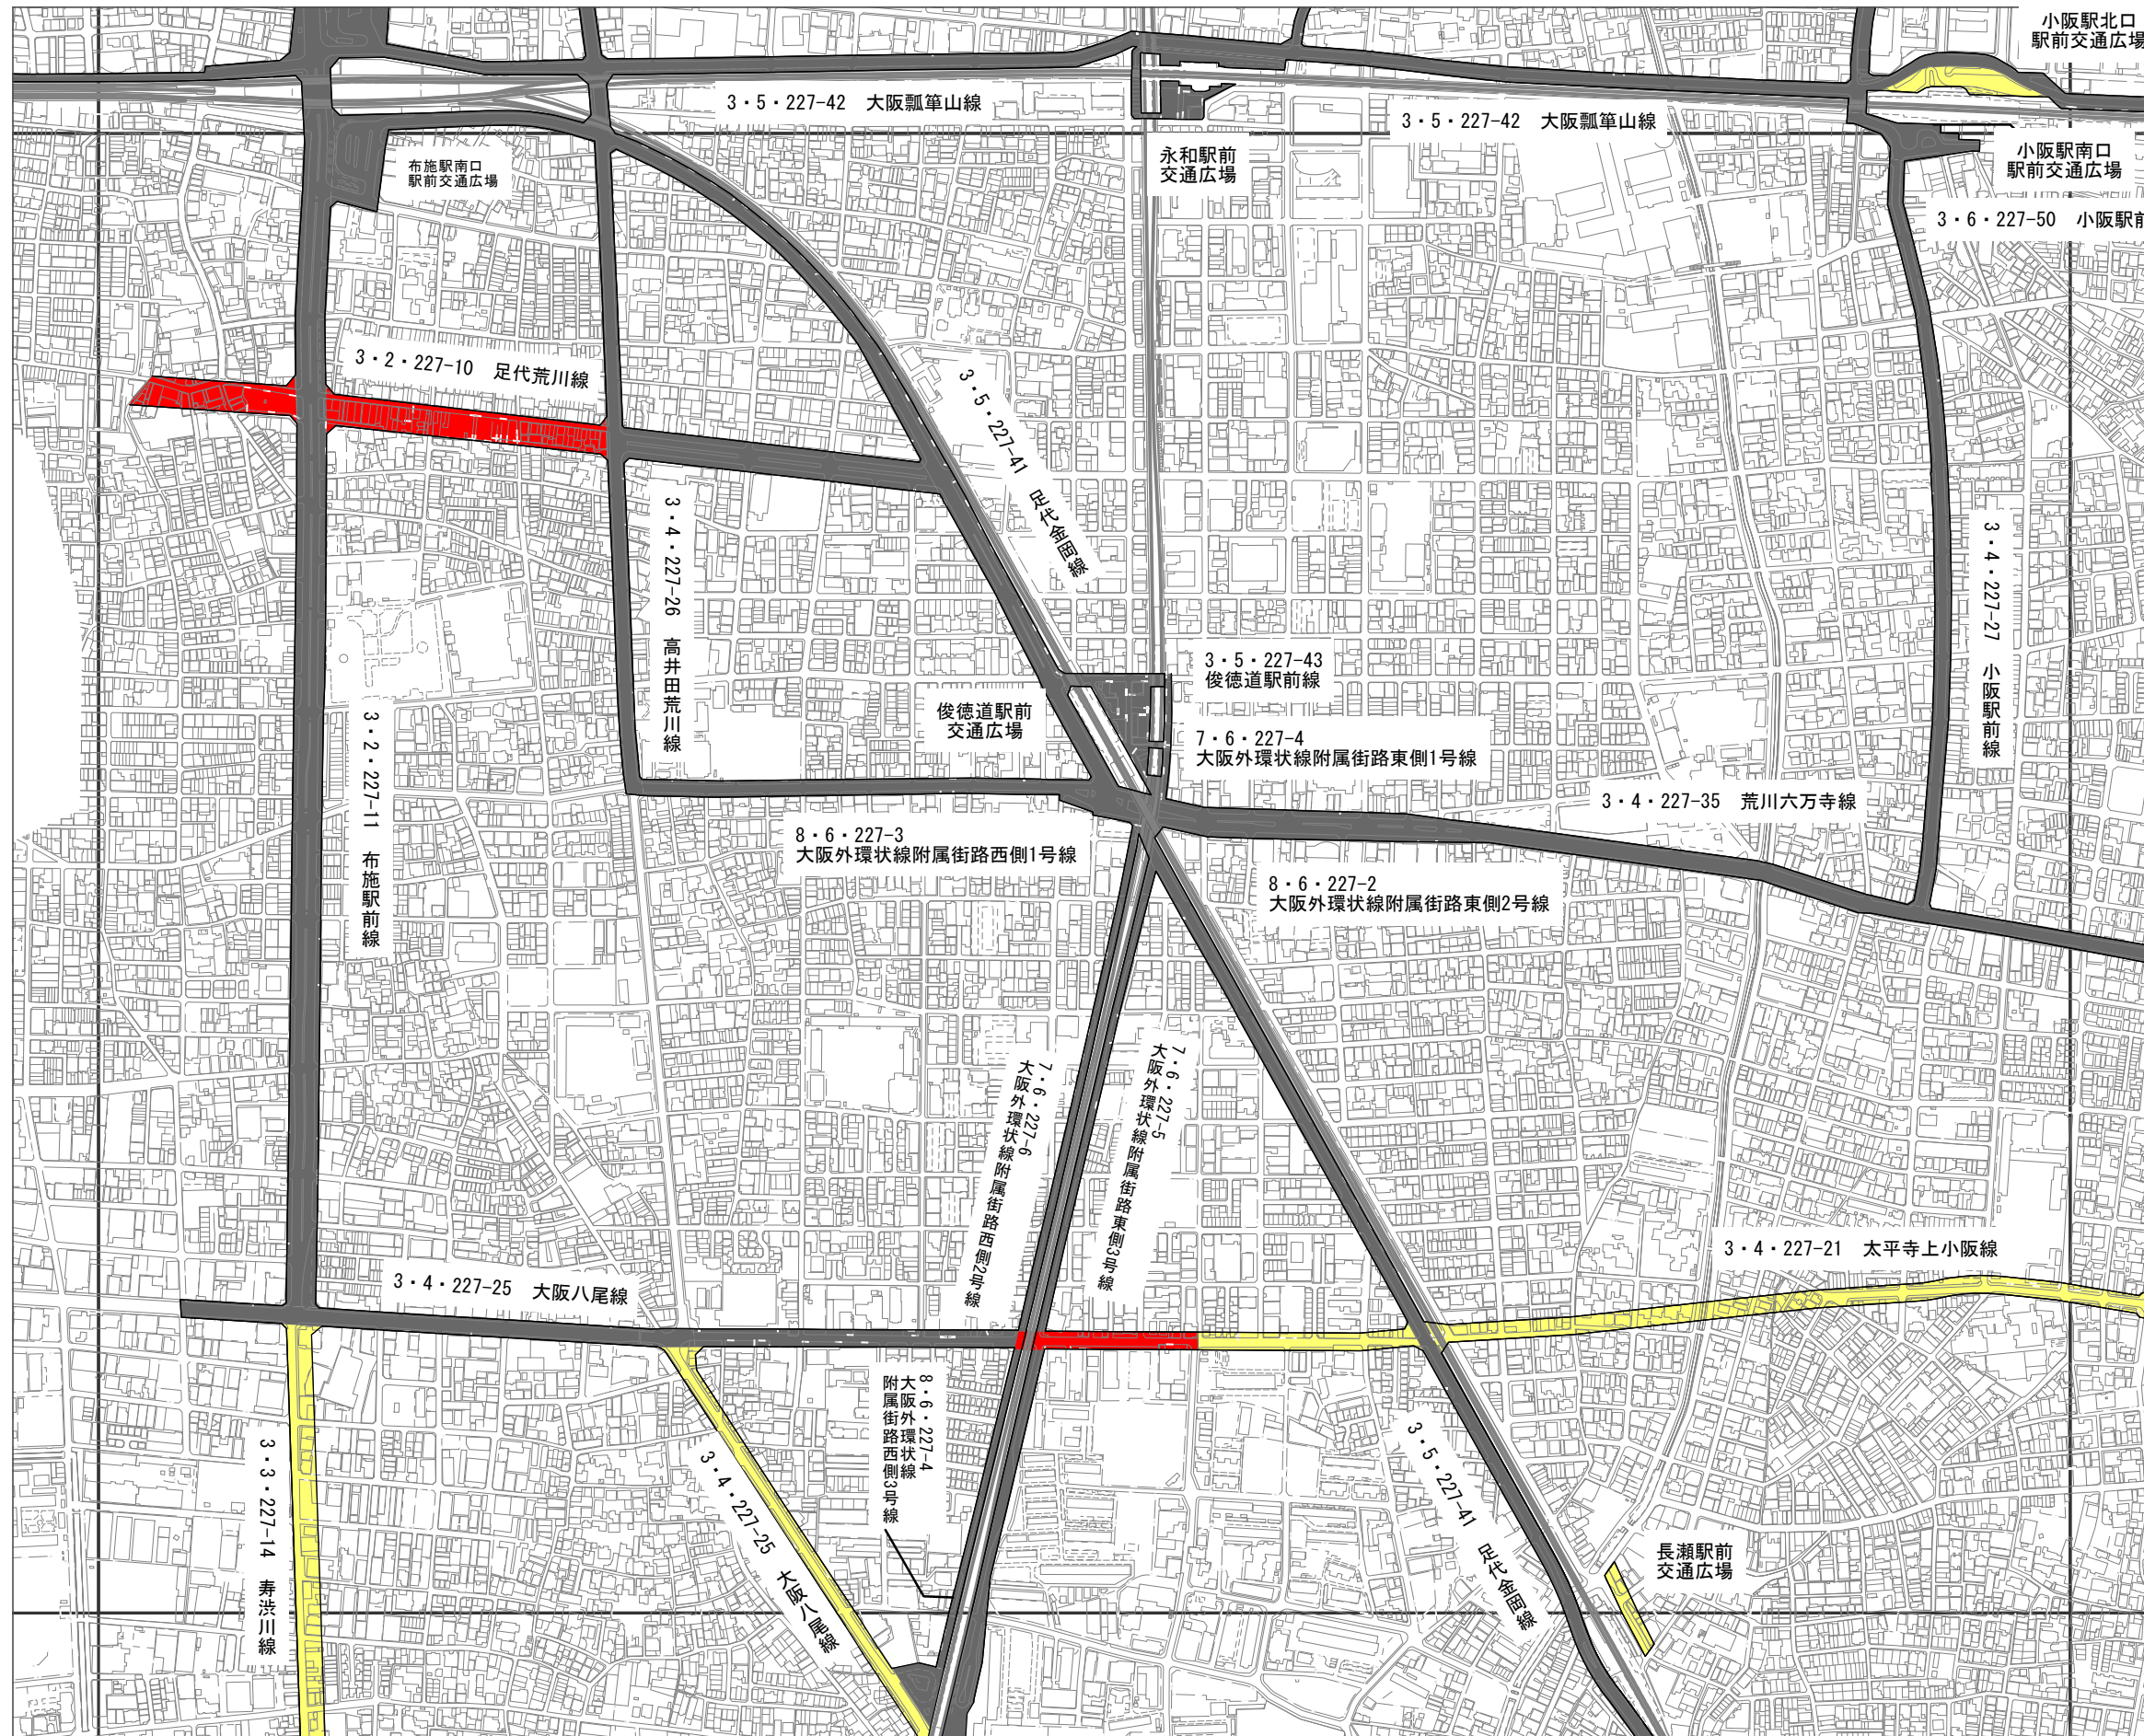 小阪駅北口
駅前交通広場
3・5・227-42 大阪瓢箪山線
3・5・227-42 大阪瓢箪山線
布施駅南口
駅前交通広場
永和駅前
交通広場
小阪駅南口
駅前交通広場
3・6・227-50 小阪駅前
3・2・227-10 足代荒川線
3・5・227-41 足代金岡線
3・4・227-26 高井田荒川線
3・4・227-27 小阪駅前線
3・5・227-43
俊徳道駅前線
俊徳道駅前
交通広場
7・6・227-4
大阪外環状線附属街路東側1号線
3・2・227-11 布施駅前線
3・4・227-35 荒川六万寺線
8・6・227-3
大阪外環状線附属街路西側1号線
8・6・227-2
大阪外環状線附属街路東側2号線
7・6・227-6
大阪外環状線附属街路西側2号線
7・6・227-5
大阪外環状線附属街路東側3号線
3・4・227-21 太平寺上小阪線
3・4・227-25 大阪八尾線
8・6・227-4
大阪外環状線
附属街路西側3号線
3・3・227-14 寿渋川線
3・4・227-25 大阪八尾線
3・5・227-41 足代金岡線
長瀬駅前
交通広場